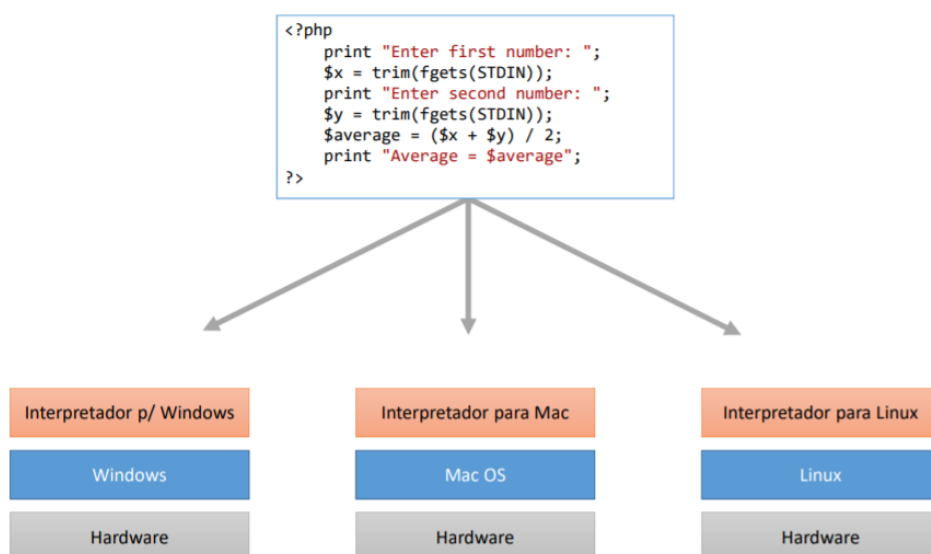 <?php
print "Enter first number: ";
$x = trim(fgets(STDIN));
print "Enter second number: ";
$y = trim(fgets(STDIN));
$average = ($x + $y) / 2;
print "Average = $average";
?>
Interpretador p/ Windows
Interpretador para Mac
Interpretador para Linux
Windows
Mac OS
Linux
Hardware
Hardware
Hardware